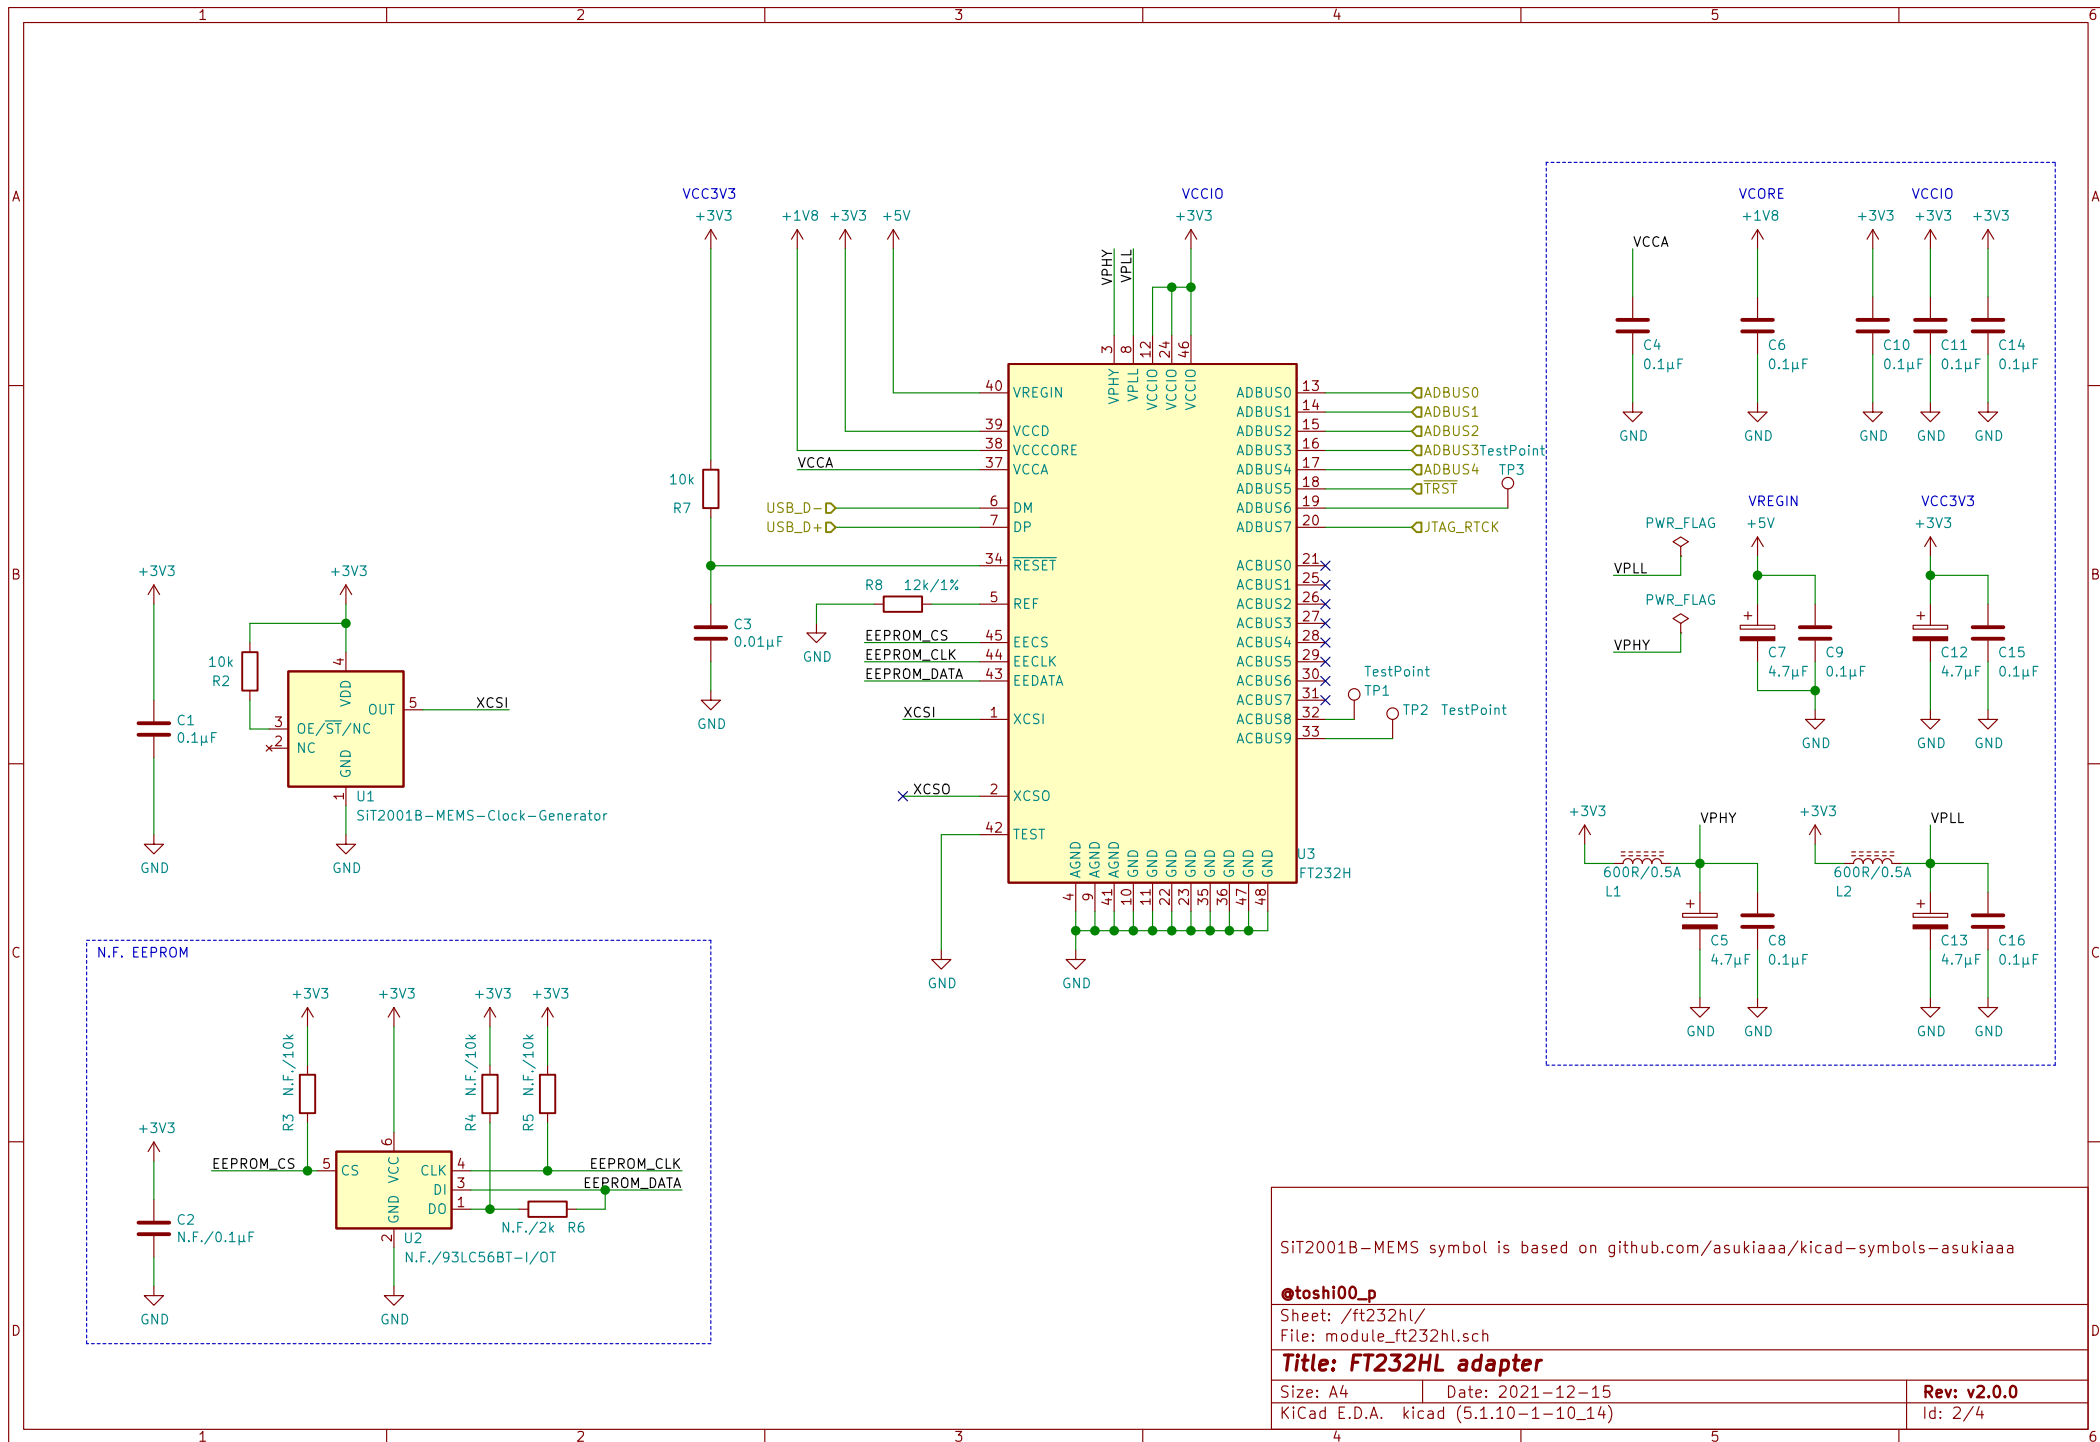 1 2 3 4 5 6
A
B
C
D
A
B
C
D
1 2 3 4 5 6
+3V3
C1
0.1µF
GND
+3V3
10k
R2
4
VDD
OUT
5
XCSI
3
OE/ST/NC
2
NC
GND
1
U1
SiT2001B-MEMS-Clock-Generator
GND
N.F. EEPROM
+3V3
C2
N.F./0.1µF
GND
+3V3
N.F./10k
R3
+3V3
+3V3
N.F./10k
R4
+3V3
N.F./10k
R5
EEPROM_CS
5
CS
6
VCC
CLK
4
EEPROM_CLK
DI
3
EEPROM_DATA
DO
1
GND
2
N.F./2k R6
U2
N.F./93LC56BT-I/OT
GND
VCC3V3
+3V3
10k
R7
C3
0.01µF
GND
+1V8 +3V3 +5V
VCCIO
+3V3
VPHY
VPLL
3
8
12
24
46
VPHY
VPLL
VCCIO
VCCIO
VCCIO
40 VREGIN
39 VCCD
38 VCCCORE
VCCA 37 VCCA
USB_D- 6 DM
USB_D+ 7 DP
34 RESET
R8 12k/1%
5 REF
GND
EEPROM_CS 45 EECS
EEPROM_CLK 44 EECLK
EEPROM_DATA 43 EEDATA
XCSI 1 XCSI
XCSO 2 XCSO
42 TEST
GND
ADBUS0 13 ADBUS0
ADBUS1 14 ADBUS1
ADBUS2 15 ADBUS2
ADBUS3 16 ADBUS3
ADBUS4 17 ADBUS4
ADBUS5 18 TRST
ADBUS6 19
TestPoint
TP3
ADBUS7 20 JTAG_RTCK
ACBUS0 21
ACBUS1 25
ACBUS2 26
ACBUS3 27
ACBUS4 28
ACBUS5 29
ACBUS6 30
ACBUS7 31
ACBUS8 32
TestPoint
TP1
ACBUS9 33
TP2 TestPoint
AGND
AGND
AGND
GND
GND
GND
GND
GND
GND
GND
GND
4
9
41
10
11
22
23
35
36
47
48
U3
FT232H
GND
VCCA
C4
0.1µF
GND
VCORE
+1V8
C6
0.1µF
GND
VCCIO
+3V3 +3V3 +3V3
C10
0.1µF
GND
C11
0.1µF
GND
C14
0.1µF
GND
PWR_FLAG
VPLL
PWR_FLAG
VPHY
VREGIN
+5V
+
C7
4.7µF
C9
0.1µF
GND
VCC3V3
+3V3
+
C12
4.7µF
GND
C15
0.1µF
GND
+3V3
600R/0.5A
L1
VPHY
+
C5
4.7µF
GND
C8
0.1µF
GND
+3V3
600R/0.5A
L2
VPLL
+
C13
4.7µF
GND
C16
0.1µF
GND
SiT2001B-MEMS symbol is based on github.com/asukiaaa/kicad-symbols-asukiaaa
@toshi00_p
Sheet: /ft232hl/
File: module_ft232hl.sch
Title: FT232HL adapter
Size: A4 Date: 2021-12-15 Rev: v2.0.0
KiCad E.D.A. kicad (5.1.10-1-10_14) Id: 2/4